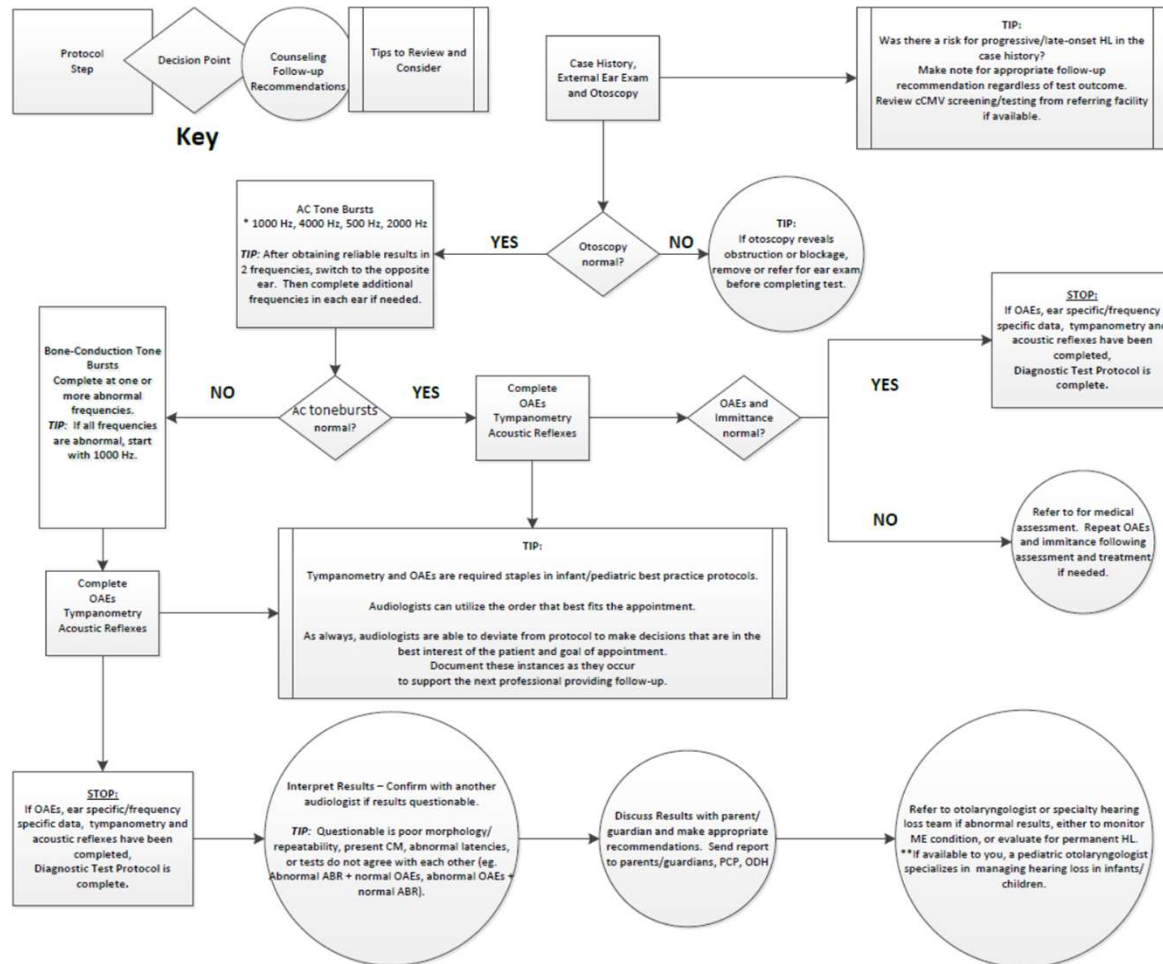 Protocol
Step
Decision Point
Counseling
Follow-up
Recommendations
Tips to Review and
Consider
Key
Case History,
External Ear Exam
and Otoscopy
TIP:
Was there a risk for progressive/late-onset HL in the
case history?
Make note for appropriate follow-up
recommendation regardless of test outcome.
Review cCMV screening/testing from referring facility
if available.
AC Tone Bursts
* 1000 Hz, 4000 Hz, 500 Hz, 2000 Hz
TIP: After obtaining reliable results in
2 frequencies, switch to the opposite
ear. Then complete additional
frequencies in each ear if needed.
YES
Otoscopy
normal?
NO
TIP:
If otoscopy reveals
obstruction or blockage,
remove or refer for ear exam
before completing test.
STOP:
If OAEs, ear specific/frequency
specific data, tympanometry and
acoustic reflexes have been
completed,
Diagnostic Test Protocol is
complete.
Bone-Conduction Tone
Bursts
Complete at one or
more abnormal
frequencies.
TIP: If all frequencies
are abnormal, start
with 1000 Hz.
NO
AC tonebursts
normal?
YES
Complete
OAEs
Tympanometry
Acoustic Reflexes
OAEs and
Immittance
normal?
YES
NO
Refer to for medical
assessment. Repeat OAEs
and immitance following
assessment and treatment
if needed.
Complete
OAEs
Tympanometry
Acoustic Reflexes
TIP:
Tympanometry and OAEs are required staples in infant/pediatric best practice protocols.
Audiologists can utilize the order that best fits the appointment.
As always, audiologists are able to deviate from protocol to make decisions that are in the
best interest of the patient and goal of appointment.
Document these instances as they occur
to support the next professional providing follow-up.
STOP:
If OAEs, ear specific/frequency
specific data, tympanometry and
acoustic reflexes have been
completed,
Diagnostic Test Protocol is
complete.
Interpret Results – Confirm with another
audiologist if results questionable.
TIP: Questionable is poor morphology/
repeatability, present CM, abnormal latencies,
or tests do not agree with each other (eg.
Abnormal ABR + normal OAEs, abnormal OAEs +
normal ABR).
Discuss Results with parent/
guardian and make appropriate
recommendations. Send report
to parents/guardians, PCP, ODH
Refer to otolaryngologist or specialty hearing
loss team if abnormal results, either to monitor
ME condition, or evaluate for permanent HL.
**If available to you, a pediatric otolaryngologist
specializes in managing hearing loss in infants/
children.